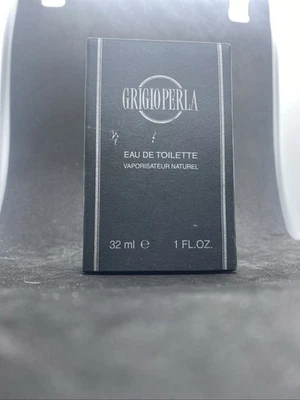 GRIGIOPERLA
EAU DE TOILETTE
VAPORISATEUR NATUREL
32 ml ℮ 1 FL.OZ.